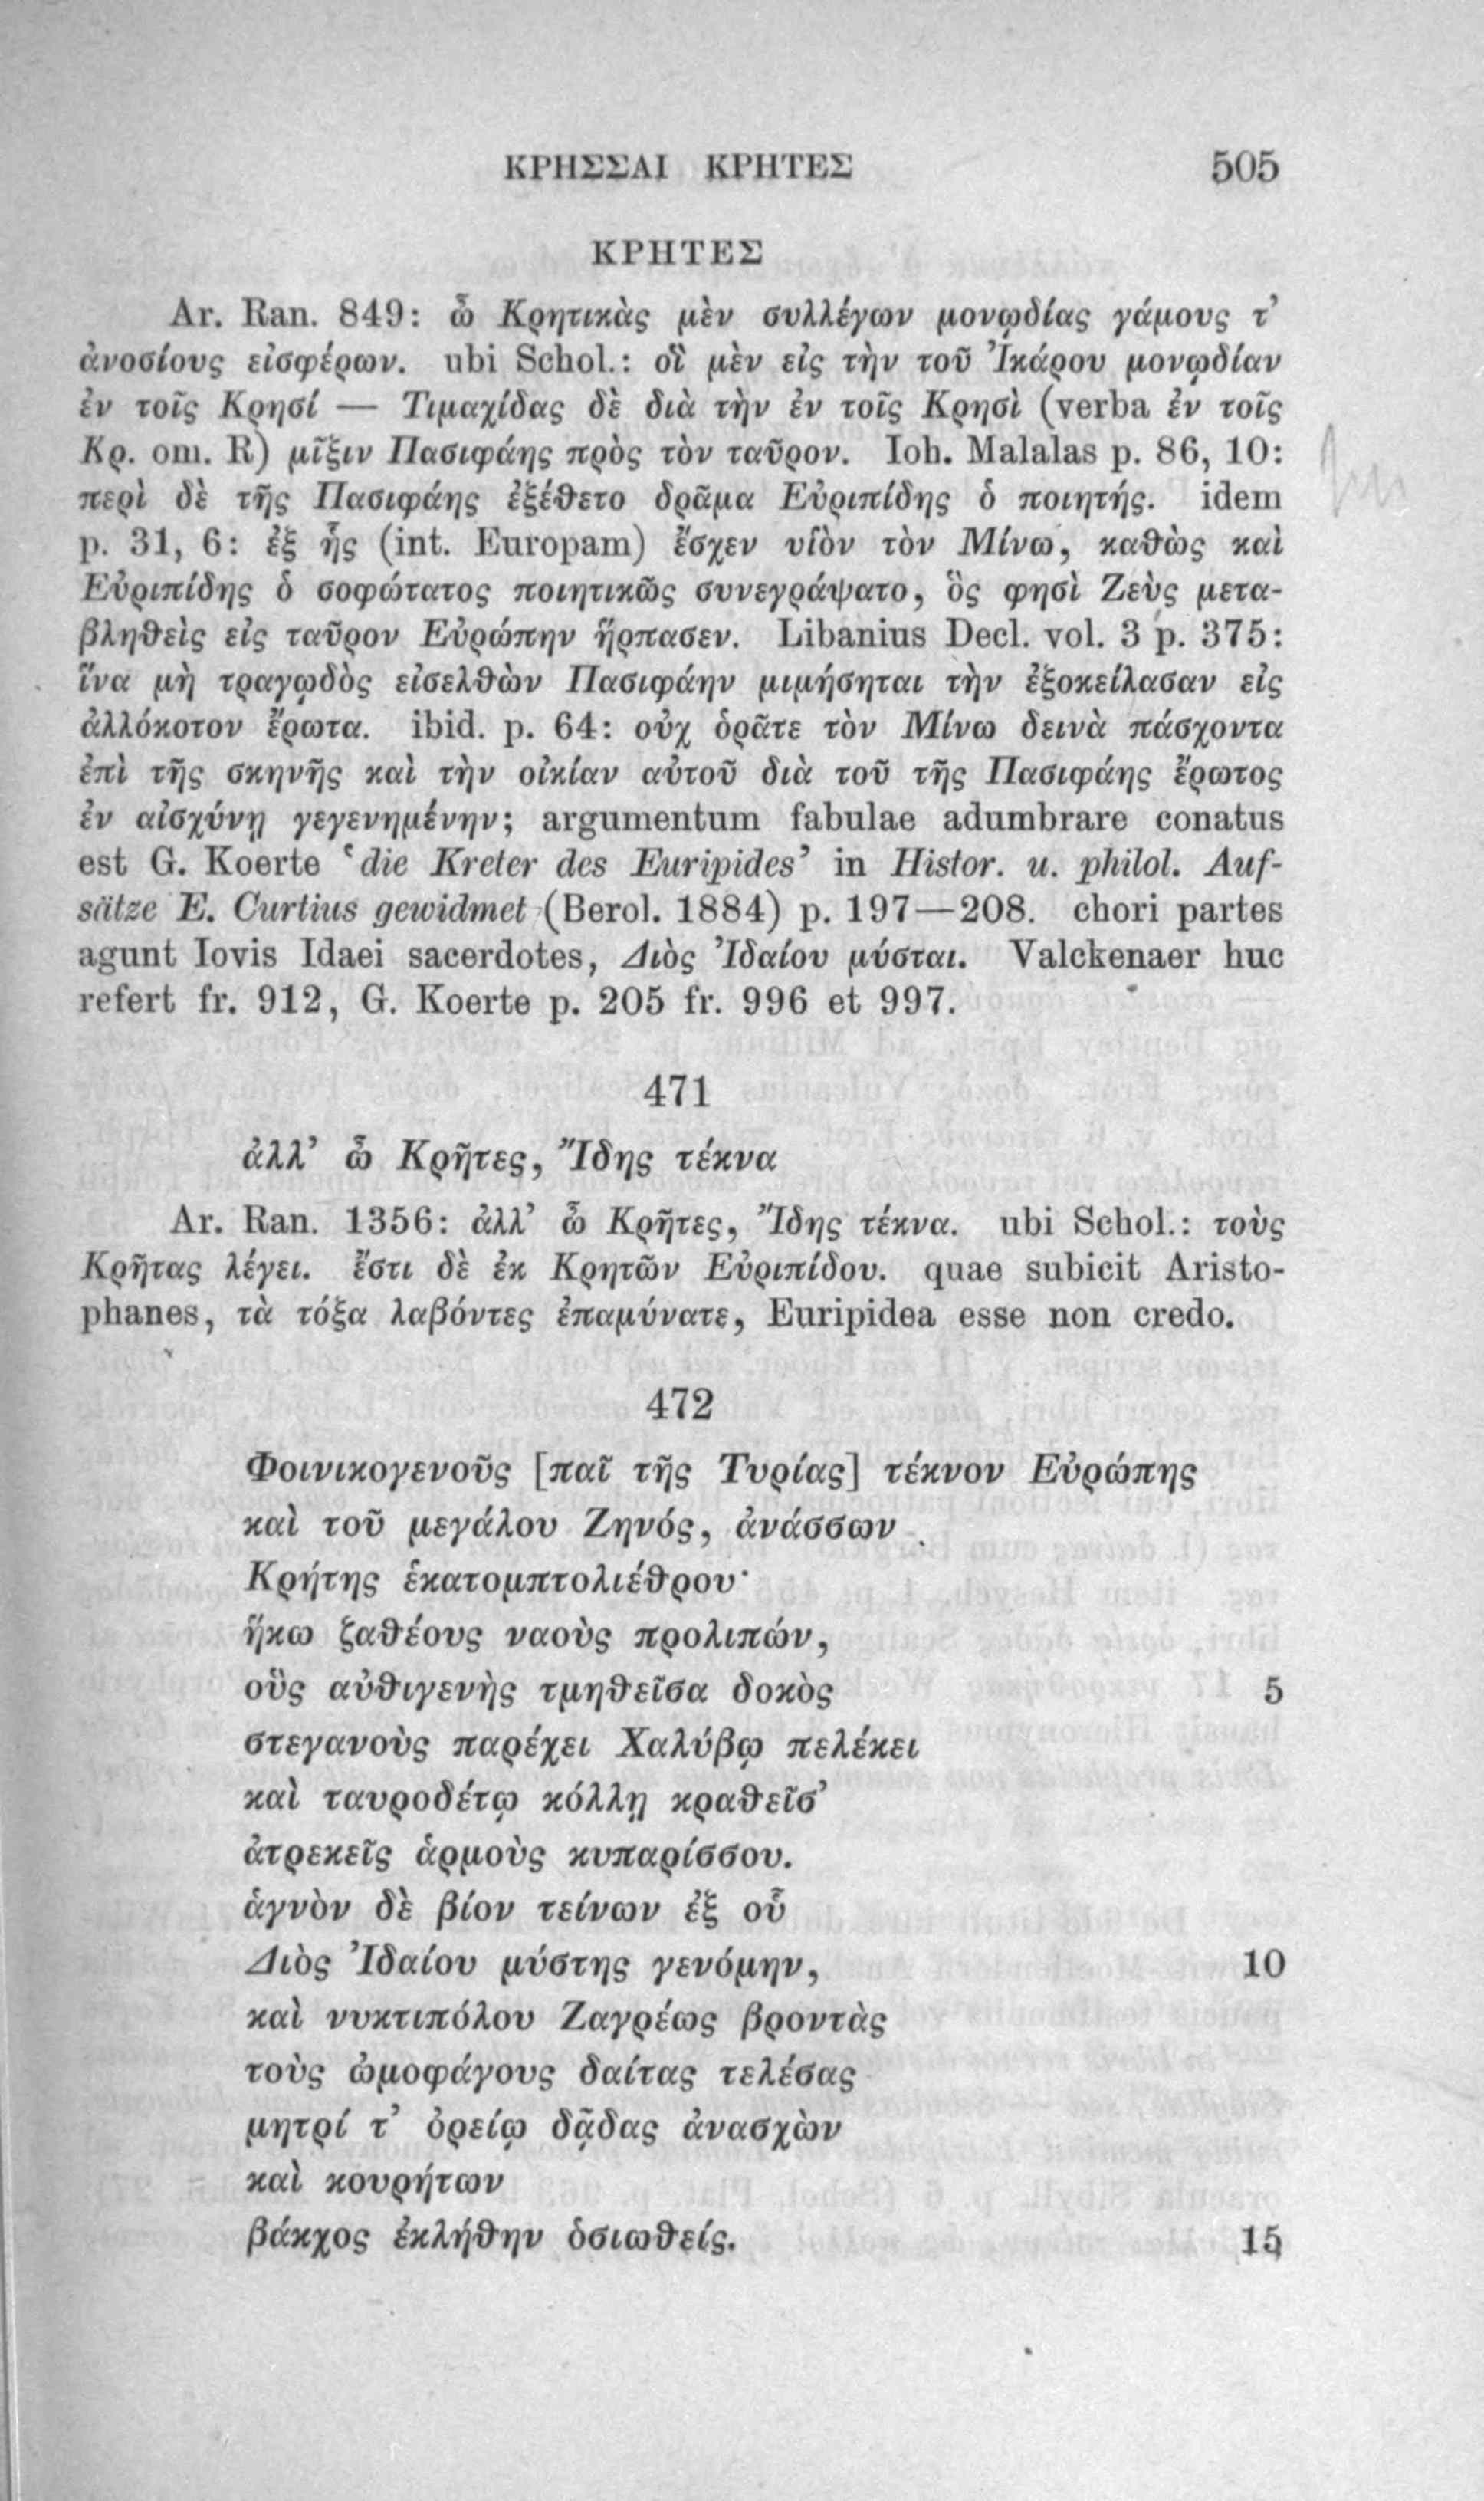 ΚΡΗΣΣΑΙ ΚΡΗΤΕΣ 505
ΚΡΗΤΕΣ
Ar. Ran. 849: ὦ Κρητικὰς μὲν συλλέγων μονῳδίας γάμους τ’
ἀνοσίους εἰσφέρων. ubi Schol.: οἳ μὲν εἰς τὴν τοῦ Ἰκάρου μονῳδίαν
ἐν τοῖς Κρησί — Τιμαχίδας δὲ διὰ τὴν ἐν τοῖς Κρησὶ (verba ἐν τοῖς
Κρ. om. R) μῖξιν Πασιφάης πρὸς τὸν ταῦρον. Ioh. Malalas p. 86, 10:
περὶ δὲ τῆς Πασιφάης ἐξέθετο δρᾶμα Εὐριπίδης ὁ ποιητής. idem
p. 31, 6: ἐξ ἧς (int. Europam) ἔσχεν υἱὸν τὸν Μίνω, καθὼς καὶ
Εὐριπίδης ὁ σοφώτατος ποιητικῶς συνεγράψατο, ὃς φησὶ Ζεὺς μετα-
βληθεὶς εἰς ταῦρον Εὐρώπην ἥρπασεν. Libanius Decl. vol. 3 p. 375:
ἵνα μὴ τραγῳδὸς εἰσελθὼν Πασιφάην μιμήσηται τὴν ἐξοκείλασαν εἰς
ἀλλόκοτον ἔρωτα. ibid. p. 64: οὐχ ὁρᾶτε τὸν Μίνω δεινὰ πάσχοντα
ἐπὶ τῆς σκηνῆς καὶ τὴν οἰκίαν αὐτοῦ διὰ τοῦ τῆς Πασιφάης ἔρωτος
ἐν αἰσχύνῃ γεγενημένην; argumentum fabulae adumbrare conatus
est G. Koerte ‘die Kreter des Euripides’ in Histor. u. philol. Auf-
sätze E. Curtius gewidmet (Berol. 1884) p. 197—208. chori partes
agunt Iovis Idaei sacerdotes, Διὸς Ἰδαίου μύσται. Valckenaer huc
refert fr. 912, G. Koerte p. 205 fr. 996 et 997.
471
ἀλλ’ ὦ Κρῆτες, Ἴδης τέκνα
Ar. Ran. 1356: ἀλλ’ ὦ Κρῆτες, Ἴδης τέκνα. ubi Schol.: τοὺς
Κρῆτας λέγει. ἔστι δὲ ἐκ Κρητῶν Εὐριπίδου. quae subicit Aristo-
phanes, τὰ τόξα λαβόντες ἐπαμύνατε, Euripidea esse non credo.
472
Φοινικογενοῦς [παῖ τῆς Τυρίας] τέκνον Εὐρώπης
καὶ τοῦ μεγάλου Ζηνός, ἀνάσσων
Κρήτης ἑκατομπτολιέθρου·
ἥκω ζαθέους ναοὺς προλιπών,
οὓς αὐθιγενὴς τμηθεῖσα δοκὸς 5
στεγανοὺς παρέχει Χαλύβῳ πελέκει
καὶ ταυροδέτῳ κόλλῃ κραθεῖσ’
ἀτρεκεῖς ἁρμοὺς κυπαρίσσου.
ἁγνὸν δὲ βίον τείνων ἐξ οὗ
Διὸς Ἰδαίου μύστης γενόμην, 10
καὶ νυκτιπόλου Ζαγρέως βροντὰς
τοὺς ὠμοφάγους δαίτας τελέσας
μητρί τ’ ὀρείῳ δᾷδας ἀνασχὼν
καὶ κουρήτων
βάκχος ἐκλήθην ὁσιωθείς. 15